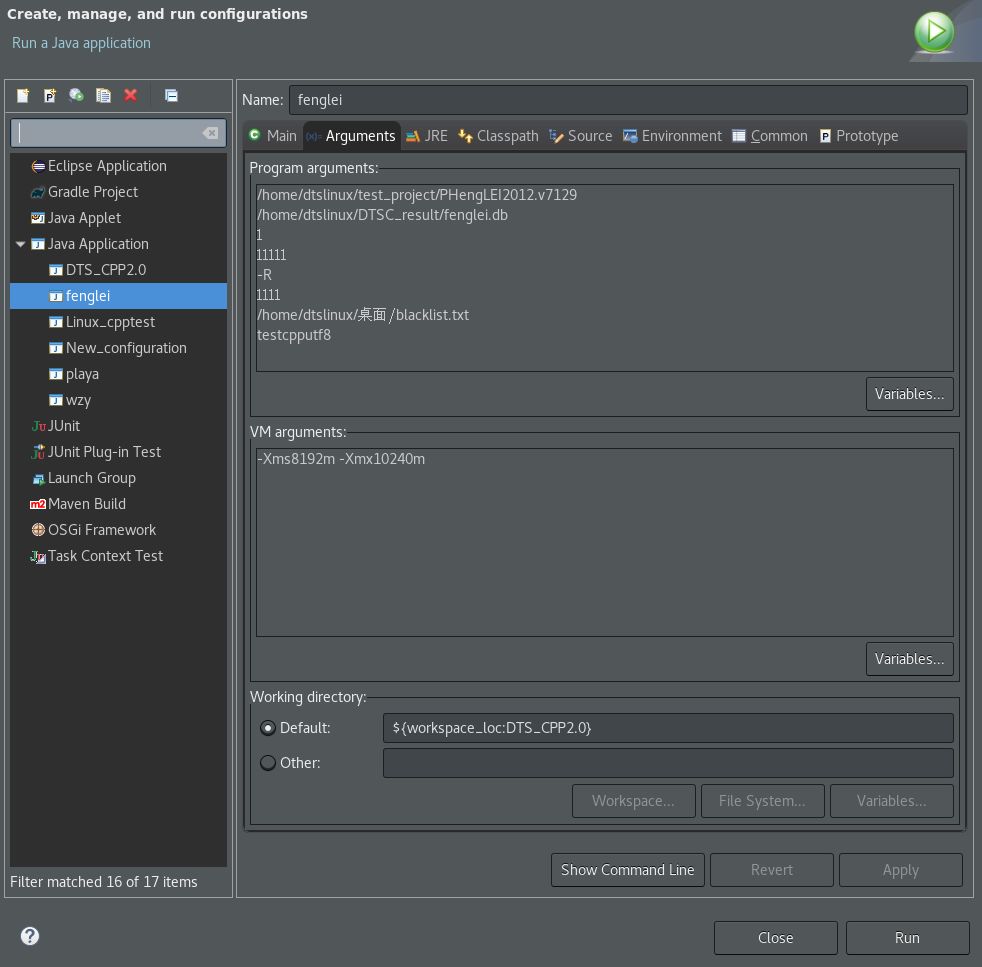 Create, manage, and run configurations
Run a Java application
Name: fenglei
Main Arguments JRE Classpath Source Environment Common Prototype
Eclipse Application
Gradle Project
Java Applet
Java Application
DTS_CPP2.0
fenglei
Linux_cpptest
New_configuration
playa
wzy
JUnit
JUnit Plug-in Test
Launch Group
Maven Build
OSGi Framework
Task Context Test
Filter matched 16 of 17 items
Program arguments:
/home/dtslinux/test_project/PHengLEI2012.v7129
/home/dtslinux/DTSC_result/fenglei.db
1
11111
-R
1111
/home/dtslinux/桌面/blacklist.txt
testcpputf8
Variables...
VM arguments:
-Xms8192m -Xmx10240m
Variables...
Working directory:
Default: ${workspace_loc:DTS_CPP2.0}
Other:
Workspace... File System... Variables...
Show Command Line Revert Apply
Close Run